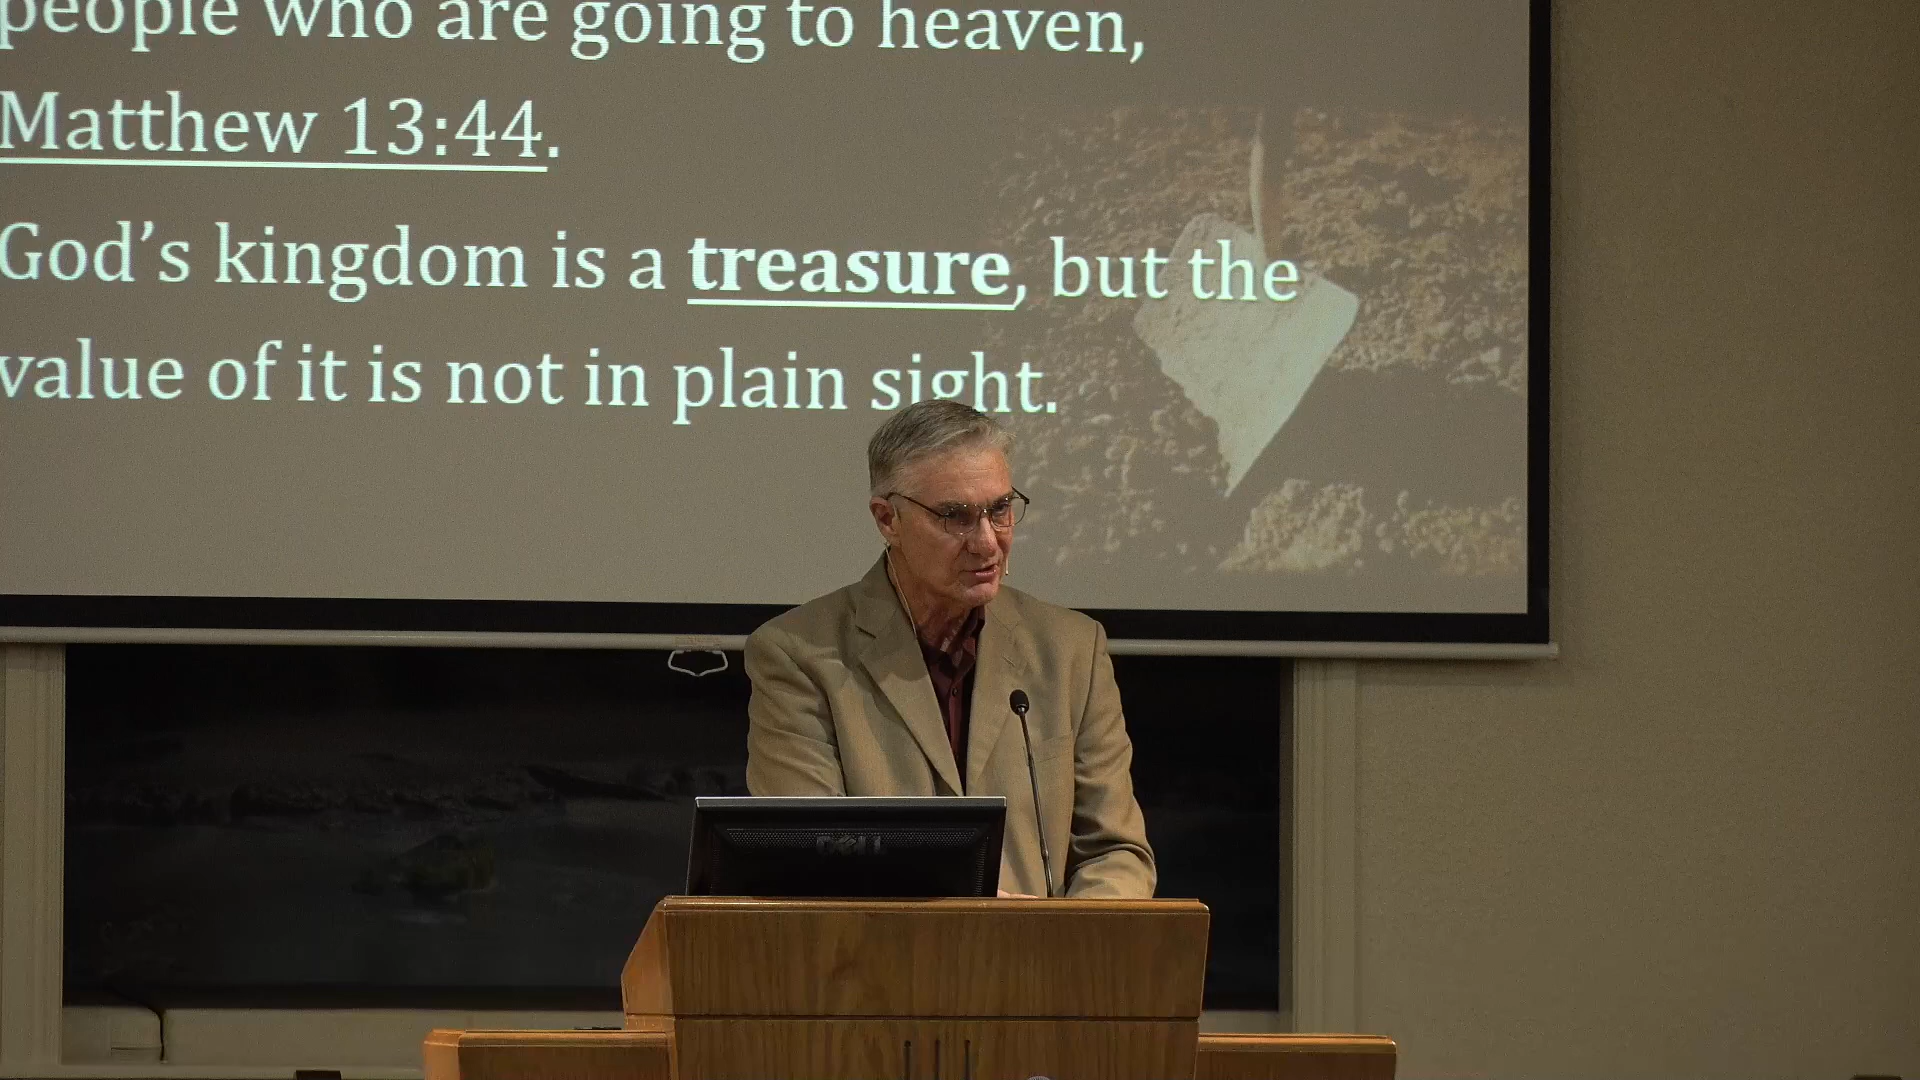 people who are going to heaven,
Matthew 13:44.
God's kingdom is a treasure, but the
value of it is not in plain sight.
DELL